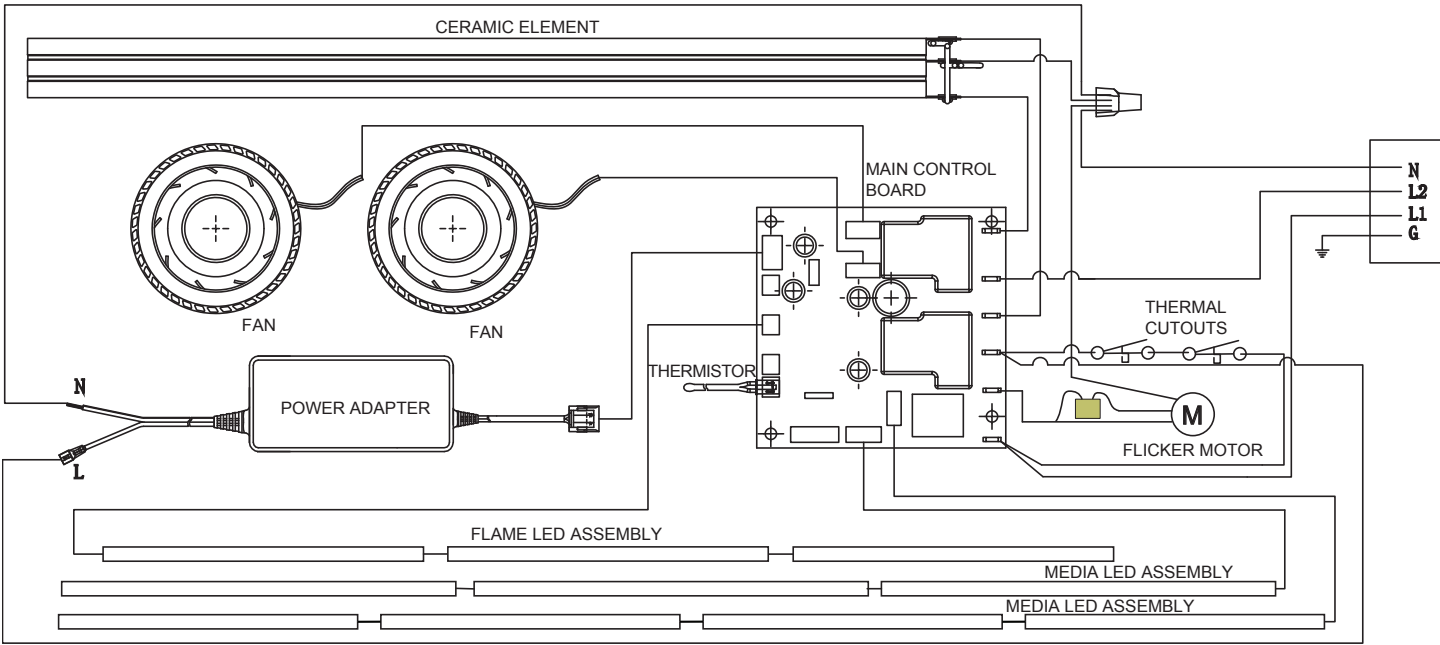 CERAMIC ELEMENT
MAIN CONTROL
BOARD
N
L2
L1
G
FAN
FAN
THERMAL
CUTOUTS
THERMISTOR
N
POWER ADAPTER
L
M
FLICKER MOTOR
FLAME LED ASSEMBLY
MEDIA LED ASSEMBLY
MEDIA LED ASSEMBLY